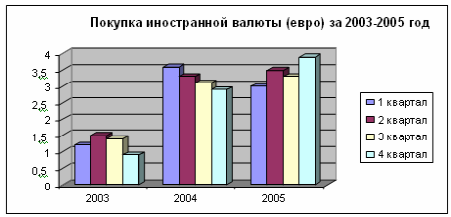 Покупка иностранной валюты (евро) за 2003-2005 год
4
3,5
3
2,5
2
1,5
1
0,5
0
2003
2004
2005
1 квартал
2 квартал
3 квартал
4 квартал